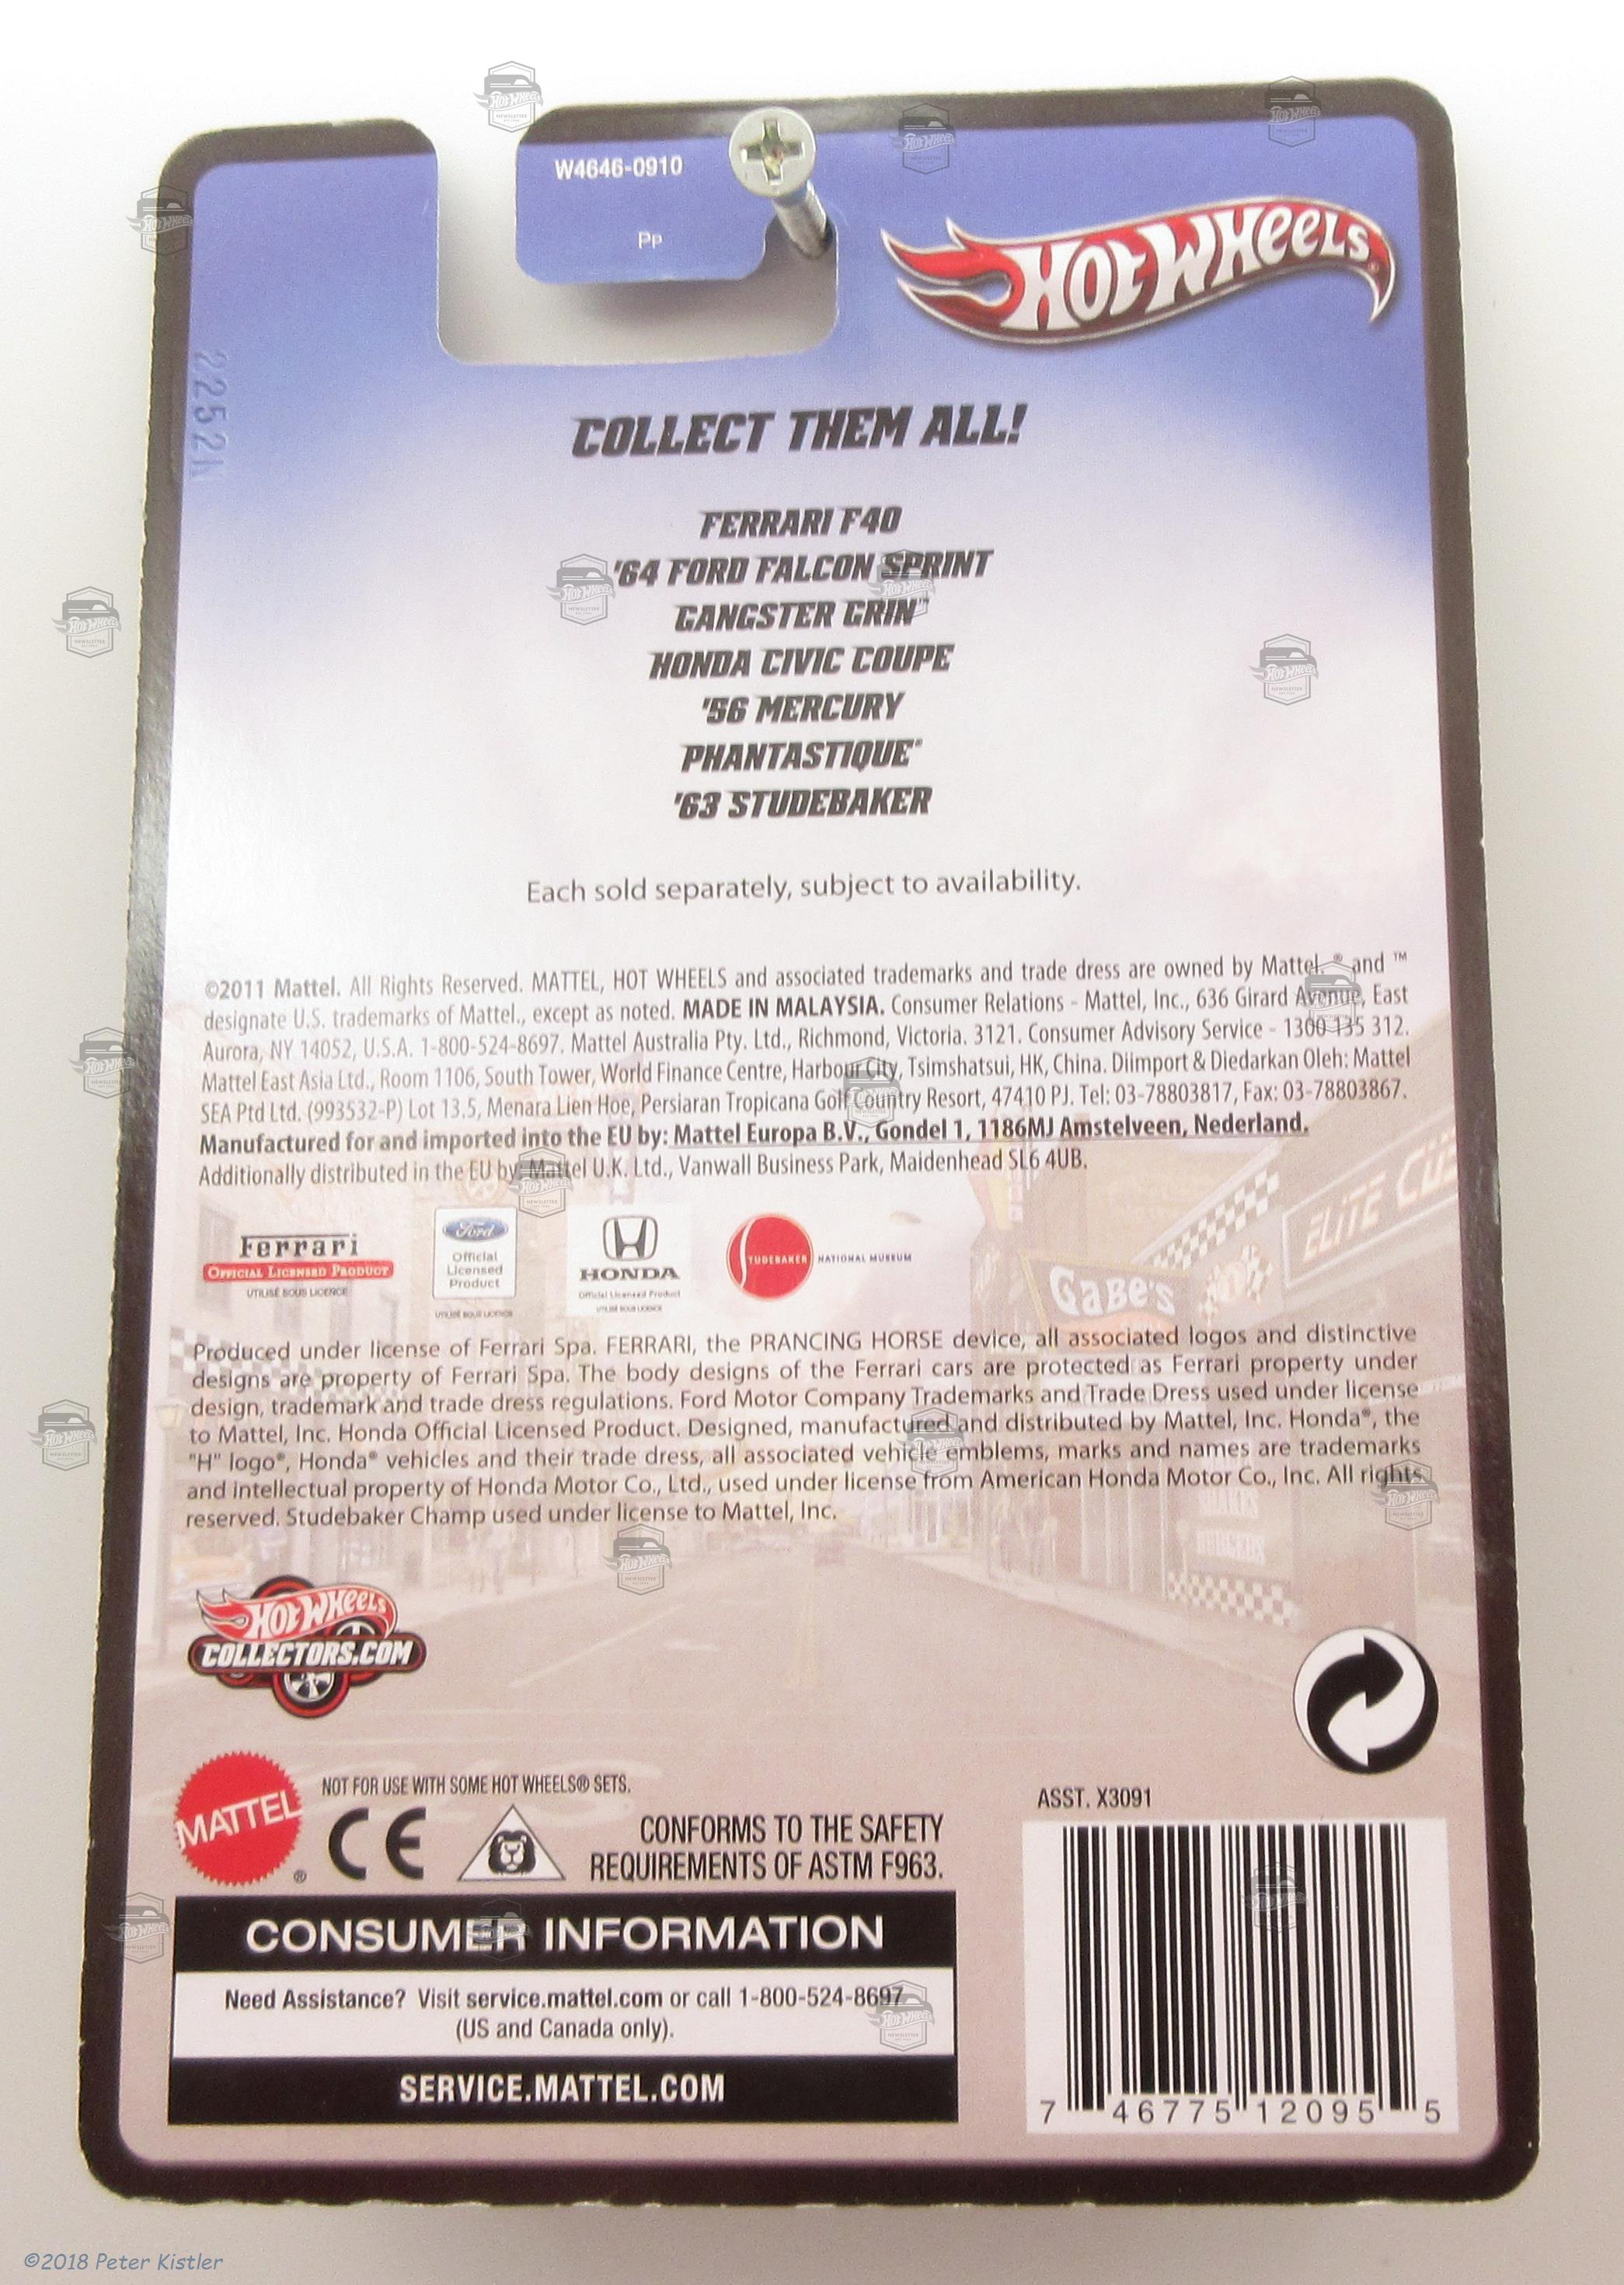 W4646-0910
Pp
HOT WHEELS®
2252
COLLECT THEM ALL!
FERRARI F40
'64 FORD FALCON SPRINT
GANGSTER GRIN™
HONDA CIVIC COUPE
'56 MERCURY
PHANTASTIQUE®
'63 STUDEBAKER
Each sold separately, subject to availability.
©2011 Mattel. All Rights Reserved. MATTEL, HOT WHEELS and associated trademarks and trade dress are owned by Mattel. ® and ™
designate U.S. trademarks of Mattel., except as noted. MADE IN MALAYSIA. Consumer Relations - Mattel, Inc., 636 Girard Avenue, East
Aurora, NY 14052, U.S.A. 1-800-524-8697. Mattel Australia Pty. Ltd., Richmond, Victoria. 3121. Consumer Advisory Service - 1300 135 312.
Mattel East Asia Ltd., Room 1106, South Tower, World Finance Centre, Harbour City, Tsimshatsui, HK, China. Diimport & Diedarkan Oleh: Mattel
SEA Ptd Ltd. (993532-P) Lot 13.5, Menara Lien Hoe, Persiaran Tropicana Golf Country Resort, 47410 PJ. Tel: 03-78803817, Fax: 03-78803867.
Manufactured for and imported into the EU by: Mattel Europa B.V., Gondel 1, 1186MJ Amstelveen, Nederland.
Additionally distributed in the EU by: Mattel U.K. Ltd., Vanwall Business Park, Maidenhead SL6 4UB.
ELITE CUS
GABE'S
Ferrari
OFFICIAL LICENSED PRODUCT
UTILISÉ SOUS LICENCE
Ford
Official
Licensed
Product
UTILISÉ SOUS LICENCE
HONDA
Official Licensed Product
UTILISÉ SOUS LICENCE
STUDEBAKER NATIONAL MUSEUM
Produced under license of Ferrari Spa. FERRARI, the PRANCING HORSE device, all associated logos and distinctive
designs are property of Ferrari Spa. The body designs of the Ferrari cars are protected as Ferrari property under
design, trademark and trade dress regulations. Ford Motor Company Trademarks and Trade Dress used under license
to Mattel, Inc. Honda Official Licensed Product. Designed, manufactured and distributed by Mattel, Inc. Honda®, the
"H" logo®, Honda® vehicles and their trade dress, all associated vehicle emblems, marks and names are trademarks
and intellectual property of Honda Motor Co., Ltd., used under license from American Honda Motor Co., Inc. All rights
reserved. Studebaker Champ used under license to Mattel, Inc.
HOT WHEELS
COLLECTORS.COM
MATTEL®
NOT FOR USE WITH SOME HOT WHEELS® SETS.
CE
CONFORMS TO THE SAFETY
REQUIREMENTS OF ASTM F963.
ASST. X3091
CONSUMER INFORMATION
Need Assistance? Visit service.mattel.com or call 1-800-524-8697
(US and Canada only).
SERVICE.MATTEL.COM
7 46775 12095 5
©2018 Peter Kistler